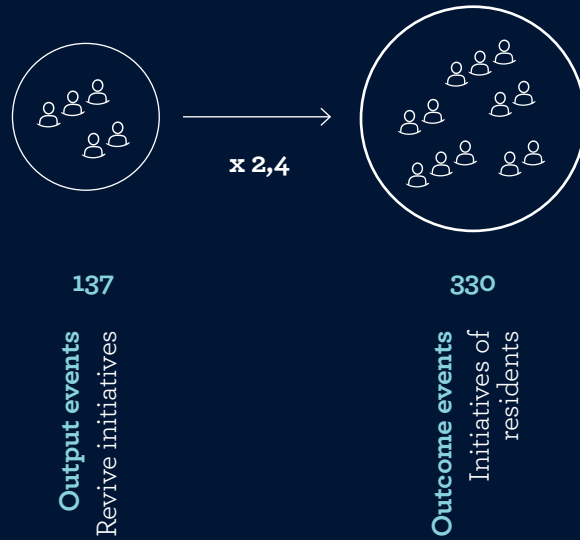 x 2,4
137
330
Output events
Revive initiatives
Outcome events
Initiatives of
residents